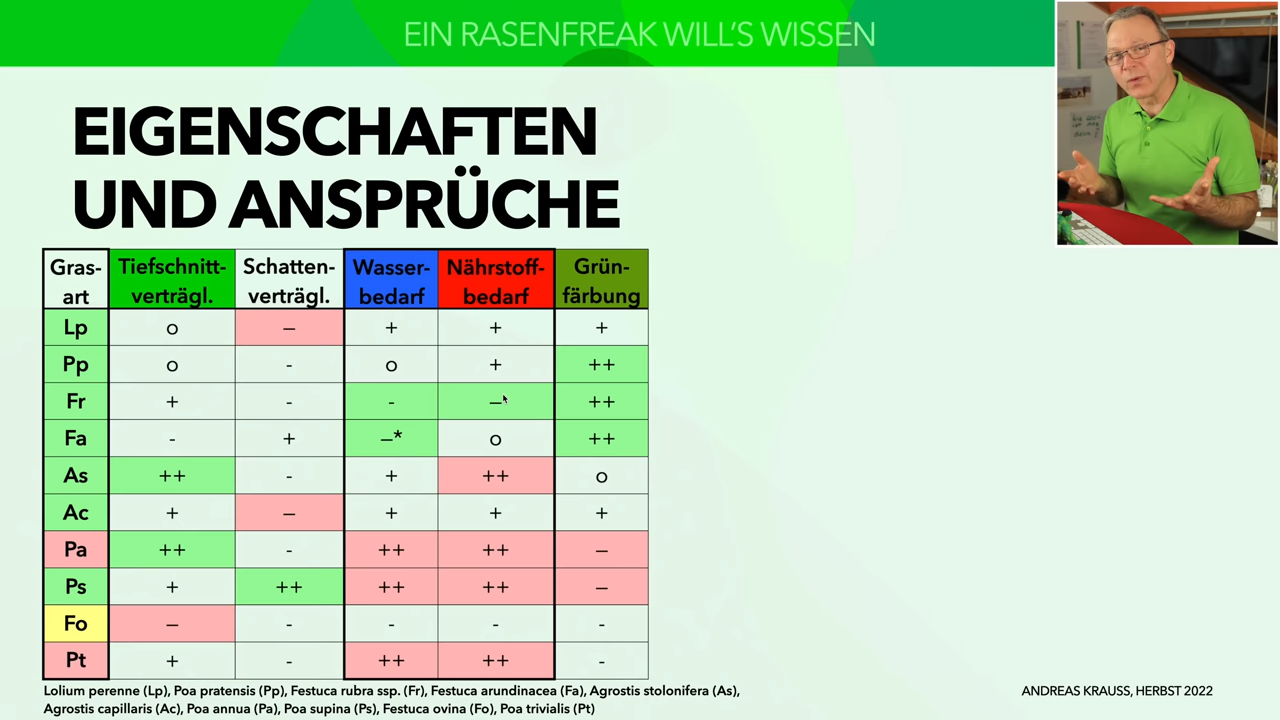 EIN RASENFREAK WILL'S WISSEN
EIGENSCHAFTEN
UND ANSPRÜCHE
Gras-art Tiefschnitt-verträgl. Schatten-verträgl. Wasser-bedarf Nährstoff-bedarf Grün-färbung
Lp o – + + +
Pp o - o + ++
Fr + - - – ++
Fa - + –* o ++
As ++ - + ++ o
Ac + – + + +
Pa ++ - ++ ++ –
Ps + ++ ++ ++ –
Fo – - - - -
Pt + - ++ ++ -
Lolium perenne (Lp), Poa pratensis (Pp), Festuca rubra ssp. (Fr), Festuca arundinacea (Fa), Agrostis stolonifera (As),
Agrostis capillaris (Ac), Poa annua (Pa), Poa supina (Ps), Festuca ovina (Fo), Poa trivialis (Pt)
ANDREAS KRAUSS, HERBST 2022